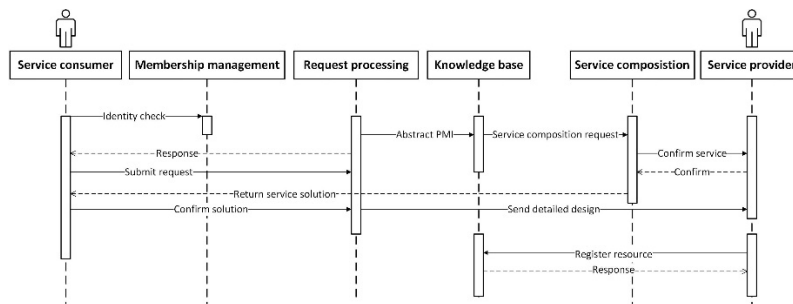 Service consumer
Membership management
Request processing
Knowledge base
Service composistion
Service provider
Identity check
Abstract PMI
Service composition request
Response
Confirm service
Submit request
Confirm
Return service solution
Confirm solution
Send detailed design
Register resource
Response